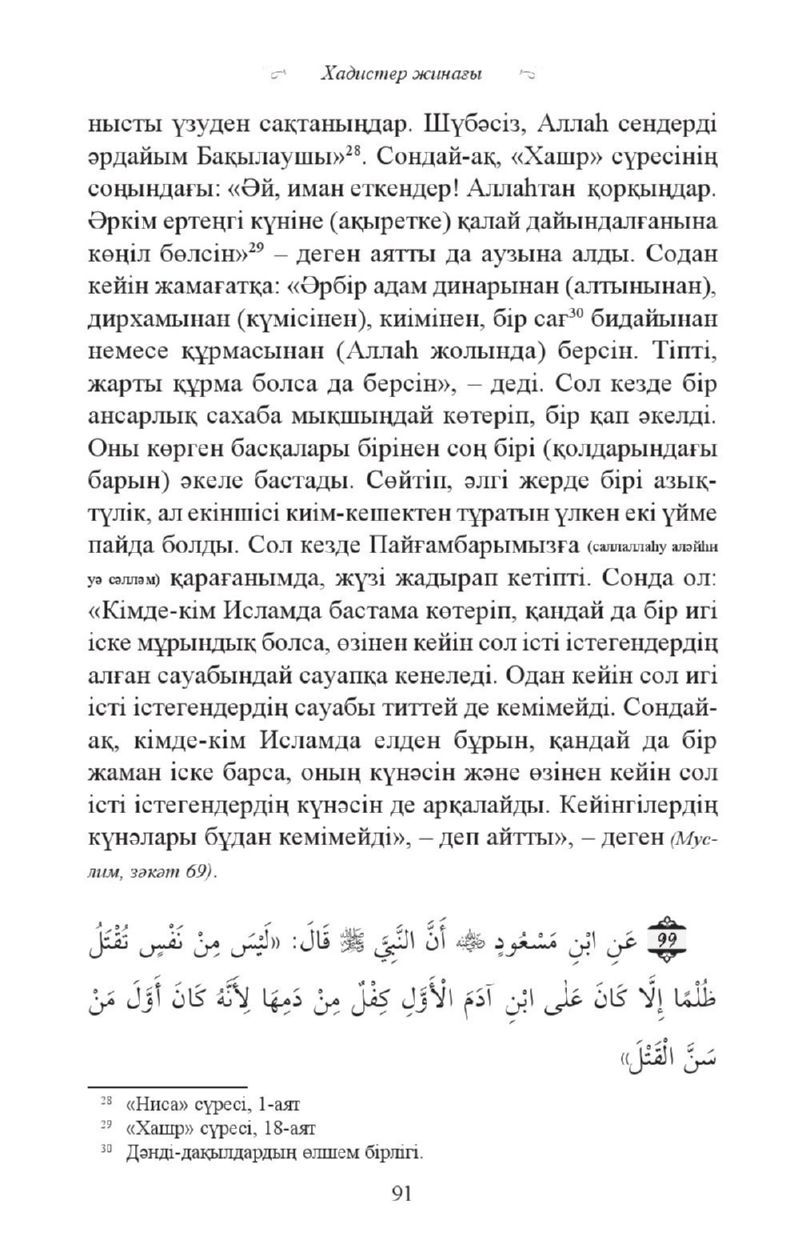 Хадистер жинағы
нысты үзуден сақтаныңдар. Шүбәсіз, Аллаһ сендерді
әрдайым Бақылаушы»²⁸. Сондай-ақ, «Хашр» сүресінің
соңындағы: «Әй, иман еткендер! Аллаһтан қорқыңдар.
Әркім ертеңгі күніне (ақыретке) қалай дайындалғанына
көңіл бөлсін»²⁹ – деген аятты да аузына алды. Содан
кейін жамағатқа: «Әрбір адам динарынан (алтынынан),
дирхамынан (күмісінен), киімінен, бір сағ³⁰ бидайынан
немесе құрмасынан (Аллаһ жолында) берсін. Тіпті,
жарты құрма болса да берсін», – деді. Сол кезде бір
ансарлық сахаба мықшыңдай көтеріп, бір қап әкелді.
Оны көрген басқалары бірінен соң бірі (қолдарындағы
барын) әкеле бастады. Сөйтіп, әлгі жерде бірі азық-
түлік, ал екіншісі киім-кешектен тұратын үлкен екі үйме
пайда болды. Сол кезде Пайғамбарымызға (саллаллаһу аләйһи
уә сәлләм) қарағанымда, жүзі жадырап кетіпті. Сонда ол:
«Кімде-кім Исламда бастама көтеріп, қандай да бір игі
іске мұрындық болса, өзінен кейін сол істі істегендердің
алған сауабындай сауапқа кенеледі. Одан кейін сол игі
істі істегендердің сауабы титтей де кемімейді. Сондай-
ақ, кімде-кім Исламда елден бұрын, қандай да бір
жаман іске барса, оның күнәсін және өзінен кейін сол
істі істегендердің күнәсін де арқалайды. Кейінгілердің
күнәлары бұдан кемімейді», – деп айтты», – деген (Мус-
лим, зәкәт 69).
99 عَنِ ابْنِ مَسْعُودٍ ﷺ أَنَّ النَّبِيَّ ﷺ قَالَ: «لَيْسَ مِنْ نَفْسٍ تُقْتَلُ
ظُلْمًا إِلَّا كَانَ عَلٰى ابْنِ آدَمَ الْأَوَّلِ كِفْلٌ مِنْ دَمِهَا لِأَنَّهُ كَانَ أَوَّلَ مَنْ
سَنَّ الْقَتْلَ»
²⁸ «Ниса» сүресі, 1-аят
²⁹ «Хашр» сүресі, 18-аят
³⁰ Дәнді-дақылдардың өлшем бірлігі.
91